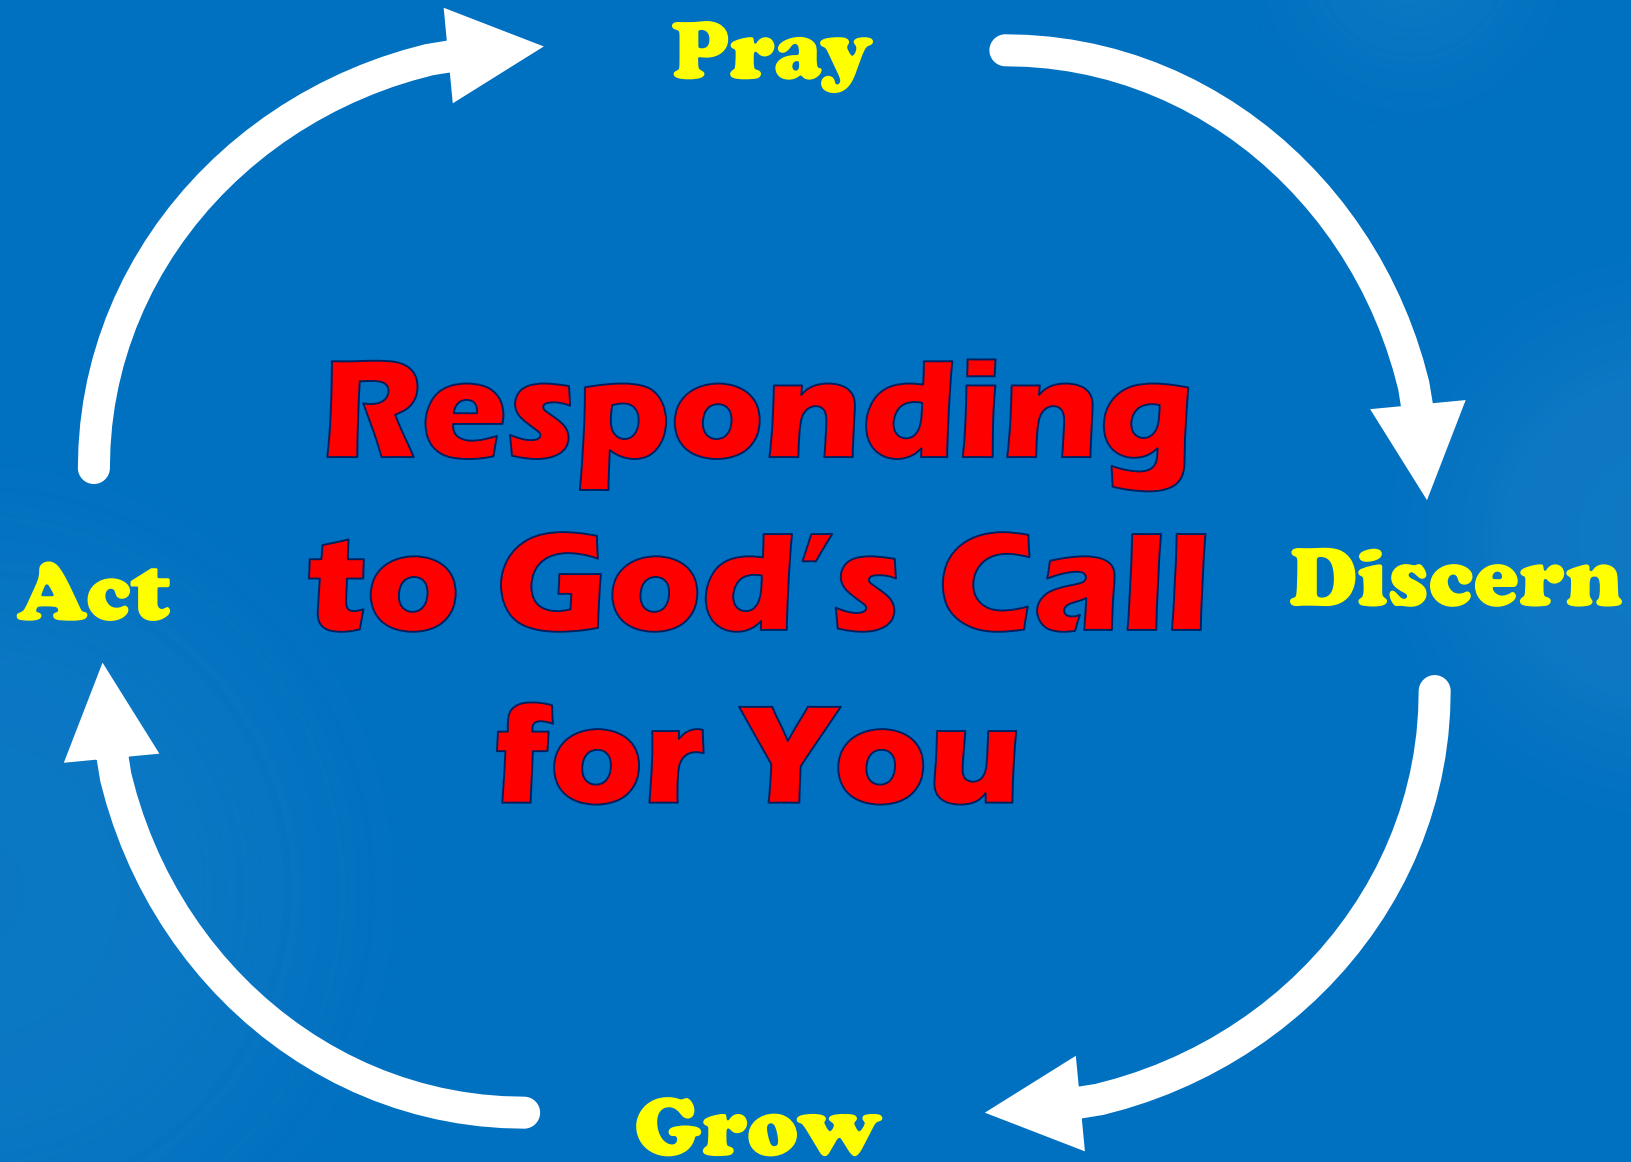 Pray
Responding
to God’s Call
for You
Act
Discern
Grow